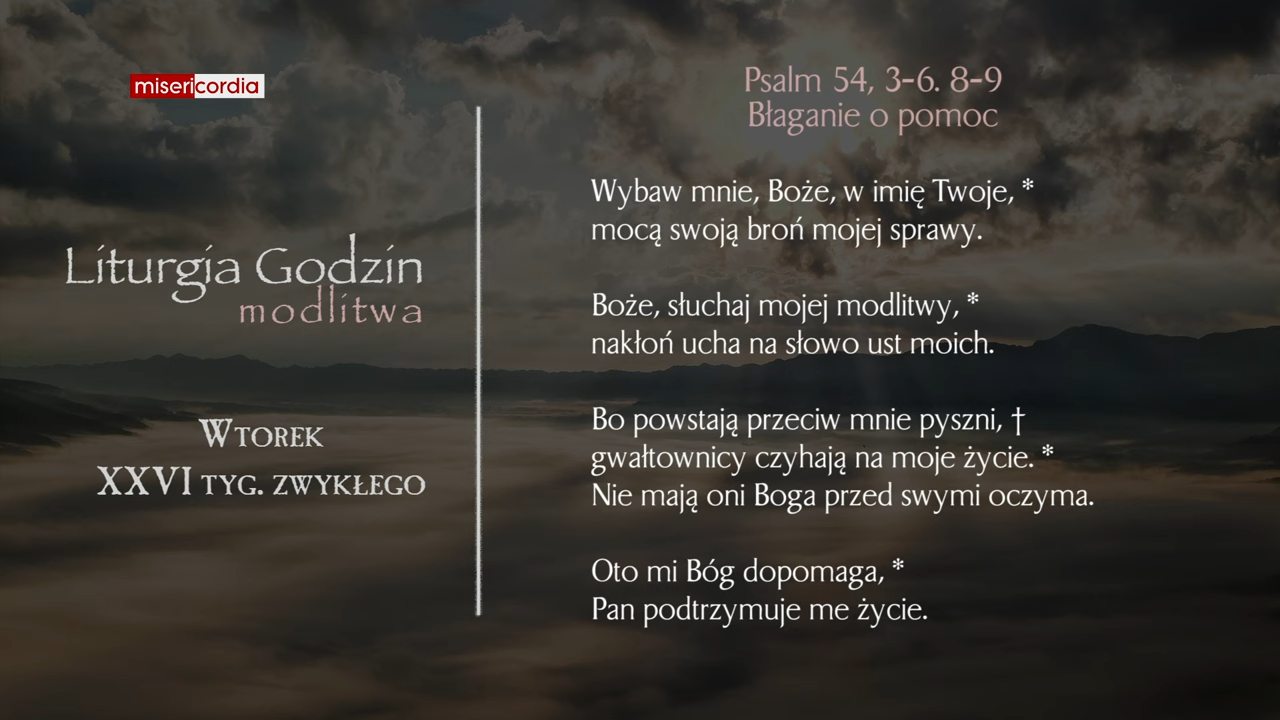 misericordia
Liturgia Godzin
modlitwa
Wtorek
XXVI tyg. zwykłego
Psalm 54, 3-6. 8-9
Błaganie o pomoc
Wybaw mnie, Boże, w imię Twoje, *
mocą swoją broń mojej sprawy.
Boże, słuchaj mojej modlitwy, *
nakłoń ucha na słowo ust moich.
Bo powstają przeciw mnie pyszni, †
gwałtownicy czyhają na moje życie. *
Nie mają oni Boga przed swymi oczyma.
Oto mi Bóg dopomaga, *
Pan podtrzymuje me życie.